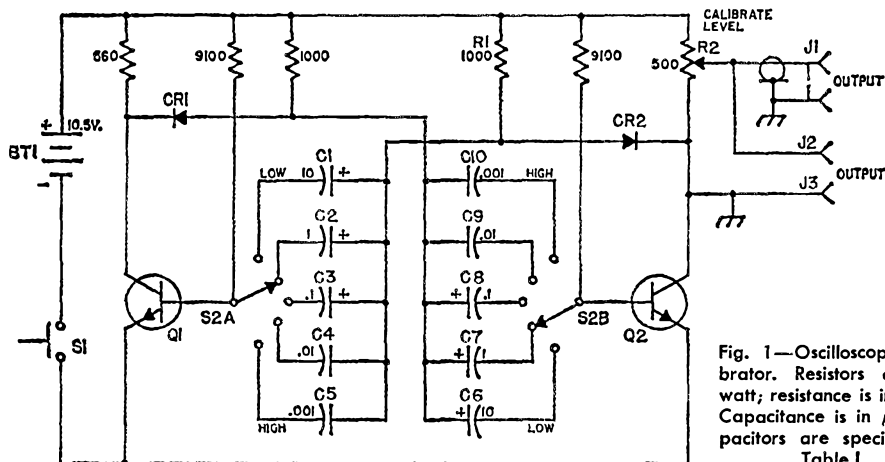 CALIBRATE
LEVEL
660
9100
1000
R1
1000
9100
500
R2
J1
OUTPUT
CR1
CR2
J2
J3
OUTPUT
+ 10.5V.
BT1
-
C1
LOW 10 +
C10
.001 HIGH
C2
1 +
C9
.01
C3
.1 +
C8
+ .1
S2A
S2B
Q1
Q2
C4
.01
C7
+ 1
S1
C5
HIGH .001
C6
+ 10 LOW
Fig. 1—Oscilloscop
brator. Resistors
watt; resistance is i
Capacitance is in
pacitors are speci
Table I